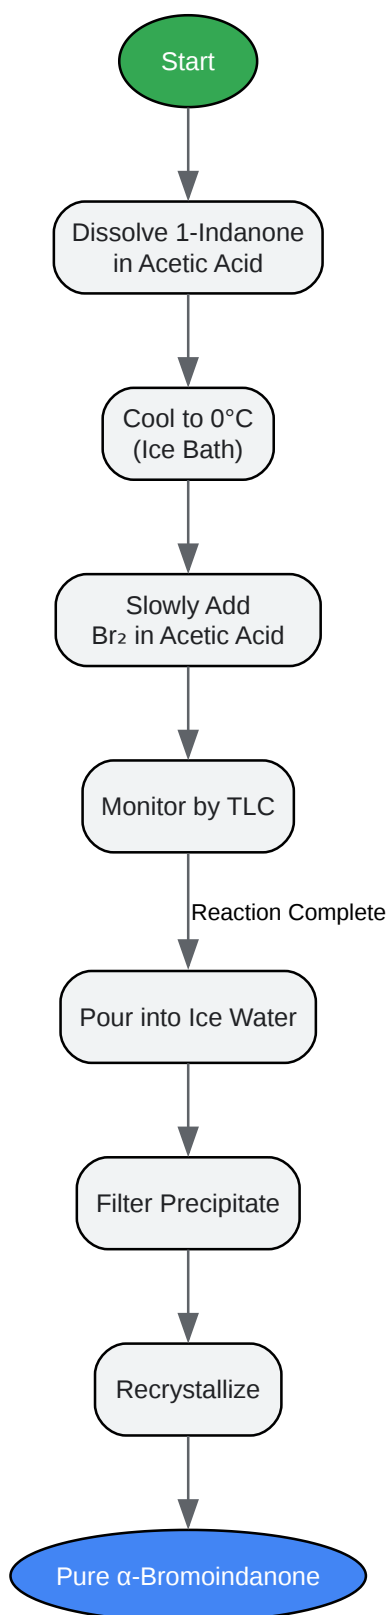 Start
Dissolve 1-Indanone
in Acetic Acid
Cool to 0°C
(Ice Bath)
Slowly Add
Br₂ in Acetic Acid
Monitor by TLC
Reaction Complete
Pour into Ice Water
Filter Precipitate
Recrystallize
Pure α-Bromoindanone